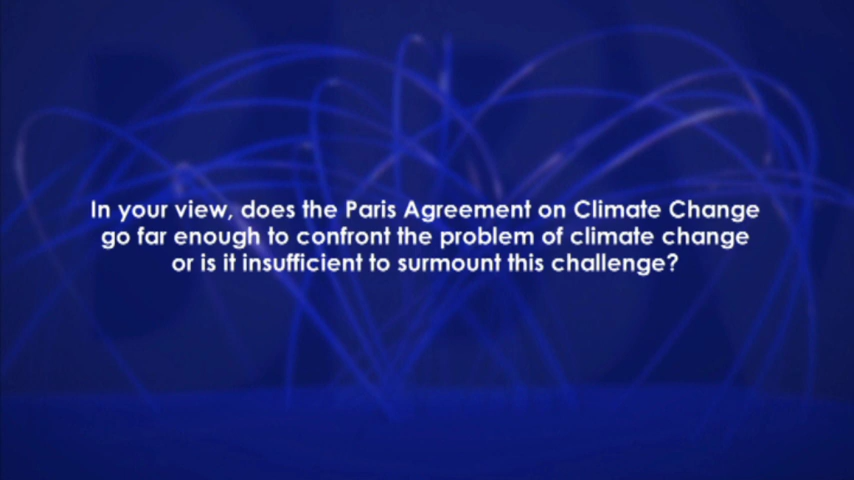 In your view, does the Paris Agreement on Climate Change
go far enough to confront the problem of climate change
or is it insufficient to surmount this challenge?